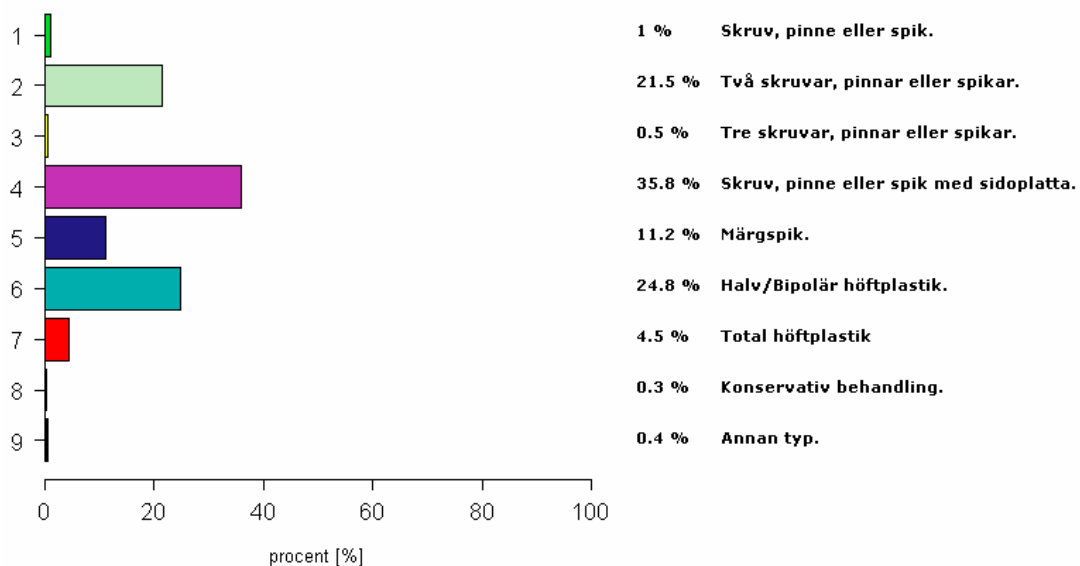 1 1 % Skruv, pinne eller spik.
2 21.5 % Två skruvar, pinnar eller spikar.
3 0.5 % Tre skruvar, pinnar eller spikar.
4 35.8 % Skruv, pinne eller spik med sidoplatta.
5 11.2 % Märgspik.
6 24.8 % Halv/Bipolär höftplastik.
7 4.5 % Total höftplastik
8 0.3 % Konservativ behandling.
9 0.4 % Annan typ.
0 20 40 60 80 100
procent [%]